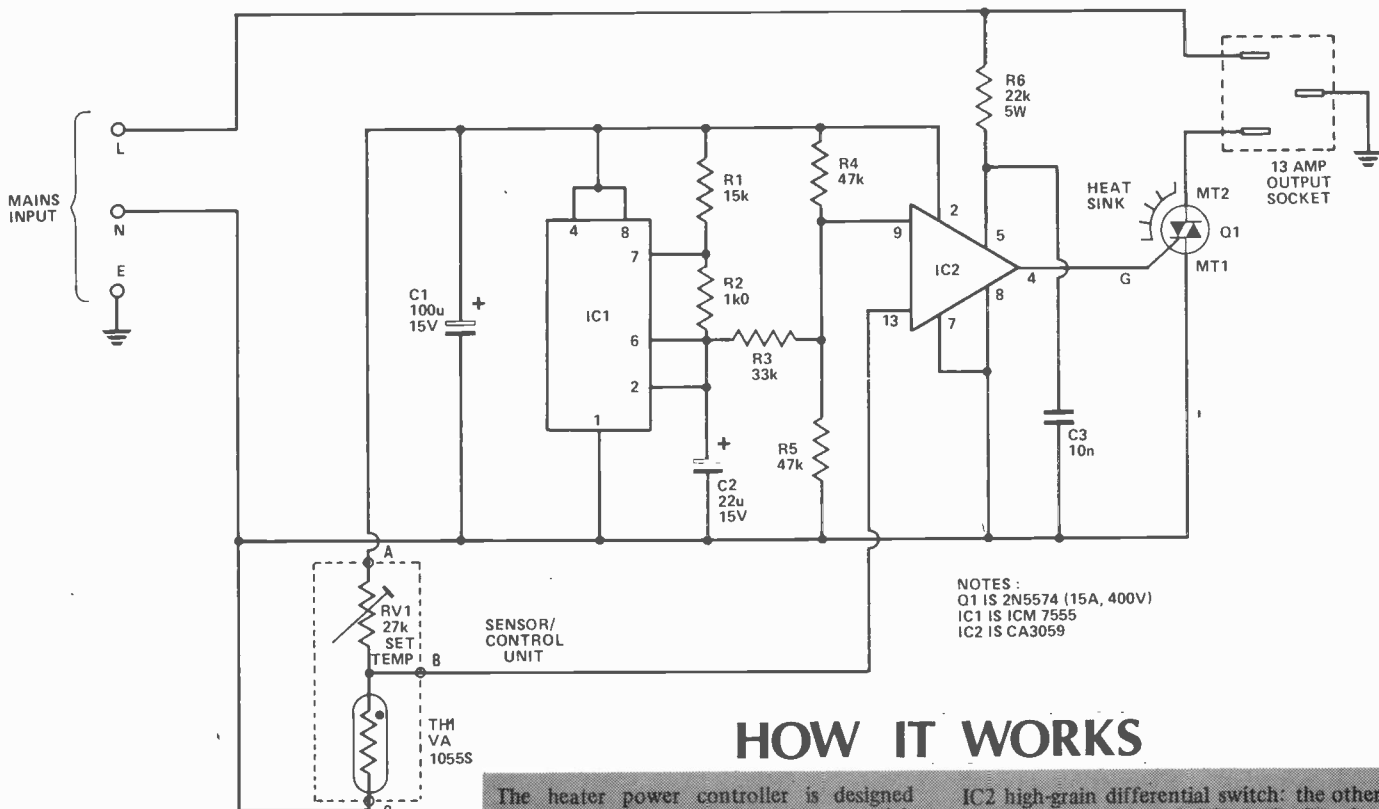 MAINS
INPUT
L
N
E
C1
100u
15V
+
4
8
7
6
2
1
IC1
R1
15k
R2
1k0
R3
33k
C2
22u
15V
+
R4
47k
R5
47k
9
13
2
5
IC2
4
8
7
R6
22k
5W
C3
10n
HEAT
SINK
G
MT2
Q1
MT1
13 AMP
OUTPUT
SOCKET
A
RV1
27k
SET
TEMP
B
SENSOR/
CONTROL
UNIT
TH1
VA
1055S
NOTES :
Q1 IS 2N5574 (15A, 400V)
IC1 IS ICM 7555
IC2 IS CA3059
HOW IT WORKS
The heater power controller is designed
IC2 high-grain differential switch: the other